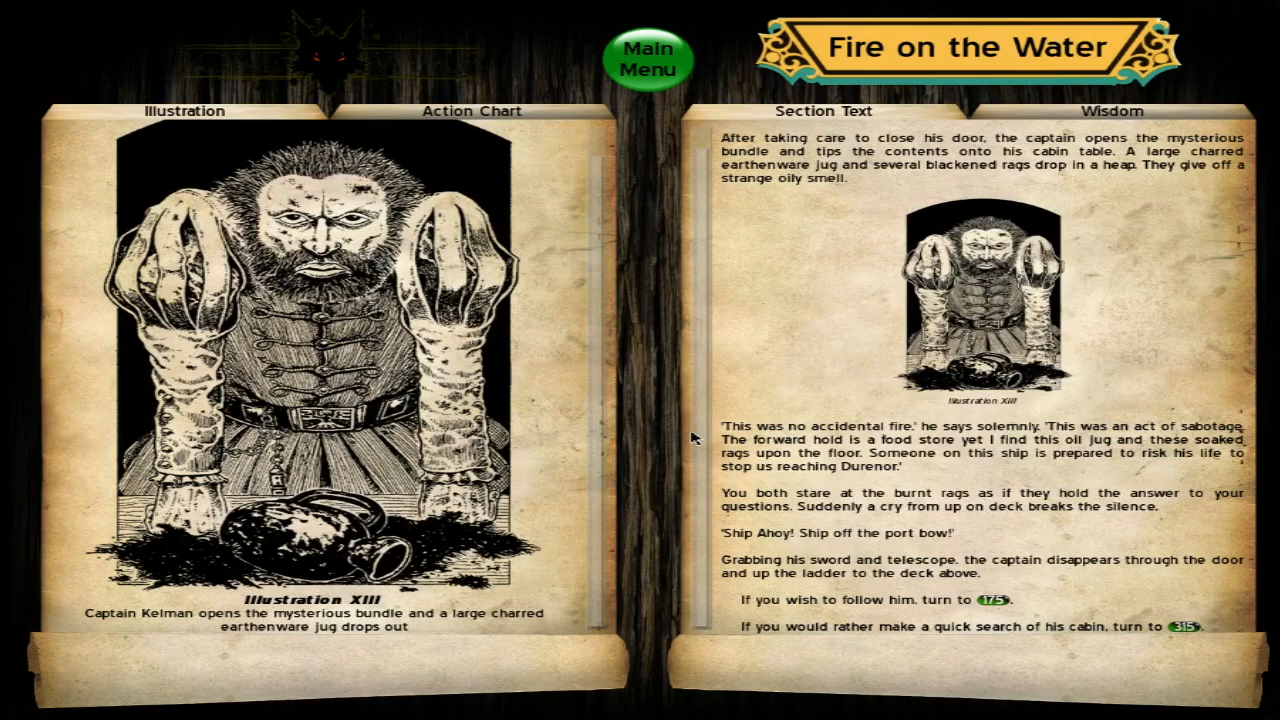 Main
Menu
Fire on the Water
Illustration
Action Chart
Section Text
Wisdom
Illustration XIII
Captain Kelman opens the mysterious bundle and a large charred
earthenware jug drops out
After taking care to close his door, the captain opens the mysterious
bundle and tips the contents onto his cabin table. A large charred
earthenware jug and several blackened rags drop in a heap. They give off a
strange oily smell.
Illustration XIII
'This was no accidental fire,' he says solemnly. 'This was an act of sabotage.
The forward hold is a food store yet I find this oil jug and these soaked
rags upon the floor. Someone on this ship is prepared to risk his life to
stop us reaching Durenor.'
You both stare at the burnt rags as if they hold the answer to your
questions. Suddenly a cry from up on deck breaks the silence.
'Ship Ahoy! Ship off the port bow!'
Grabbing his sword and telescope, the captain disappears through the door
and up the ladder to the deck above.
If you wish to follow him, turn to 175.
If you would rather make a quick search of his cabin, turn to 315.